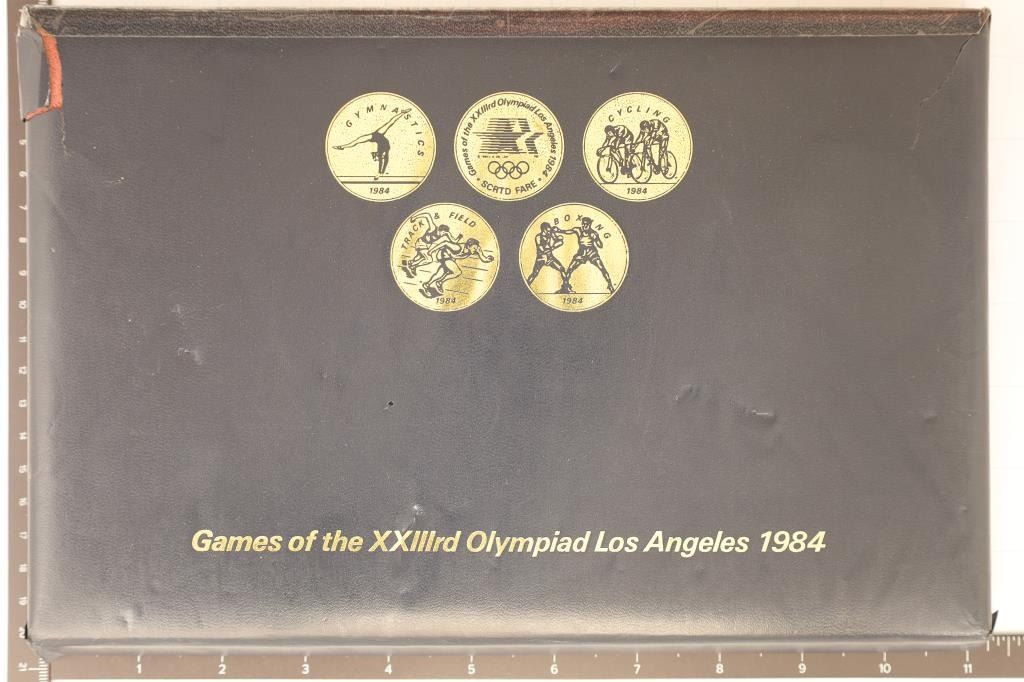 GYMNASTICS
1984
Games of the XXIIIrd Olympiad Los Angeles 1984
• SCRTD FARE •
CYCLING
1984
TRACK & FIELD
1984
BOXING
1984
Games of the XXIIIrd Olympiad Los Angeles 1984
1 2 3 4 5 6 7 8 9 10 11